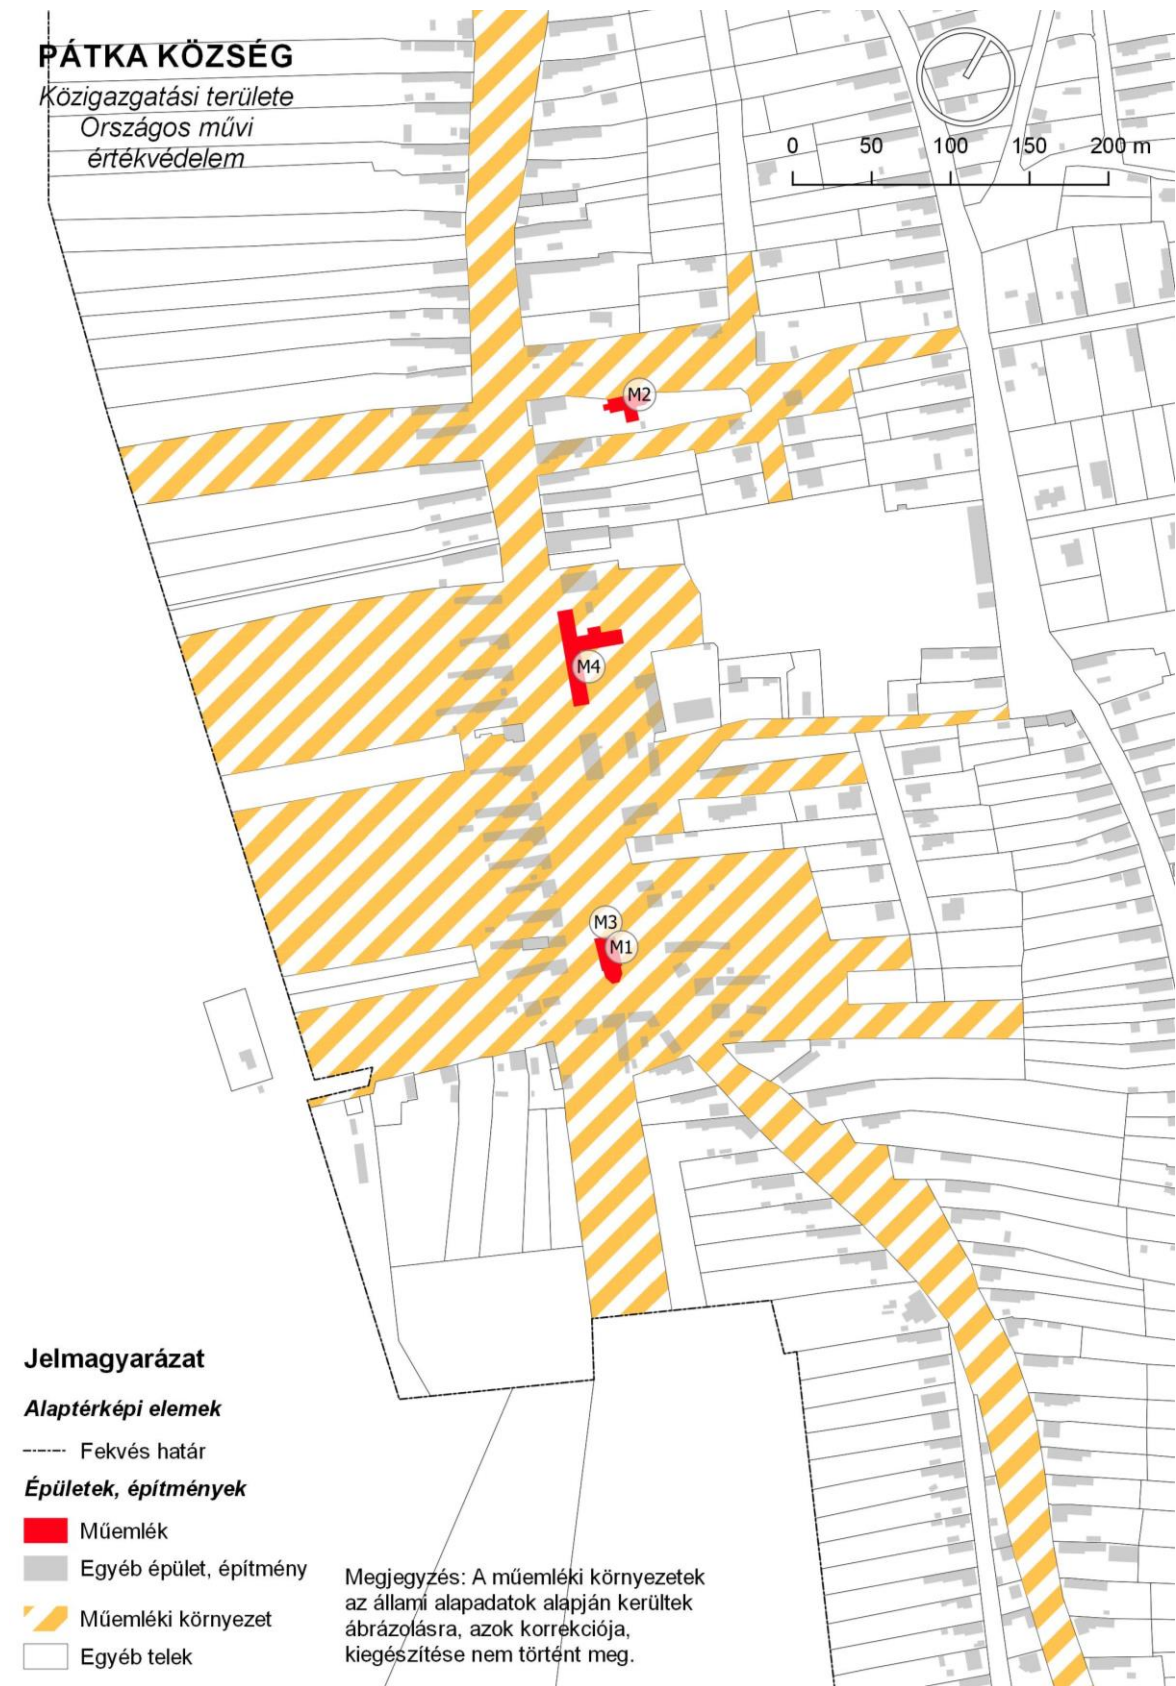 PÁTKA KÖZSÉG
Közigazgatási területe
Országos művi
értékvédelem
0 50 100 150 200 m
M2
M4
M3
M1
Jelmagyarázat
Alaptérképi elemek
Fekvés határ
Épületek, építmények
Műemlék
Egyéb épület, építmény
Műemléki környezet
Egyéb telek
Megjegyzés: A műemléki környezetek
az állami alapadatok alapján kerültek
ábrázolásra, azok korrekciója,
kiegészítése nem történt meg.